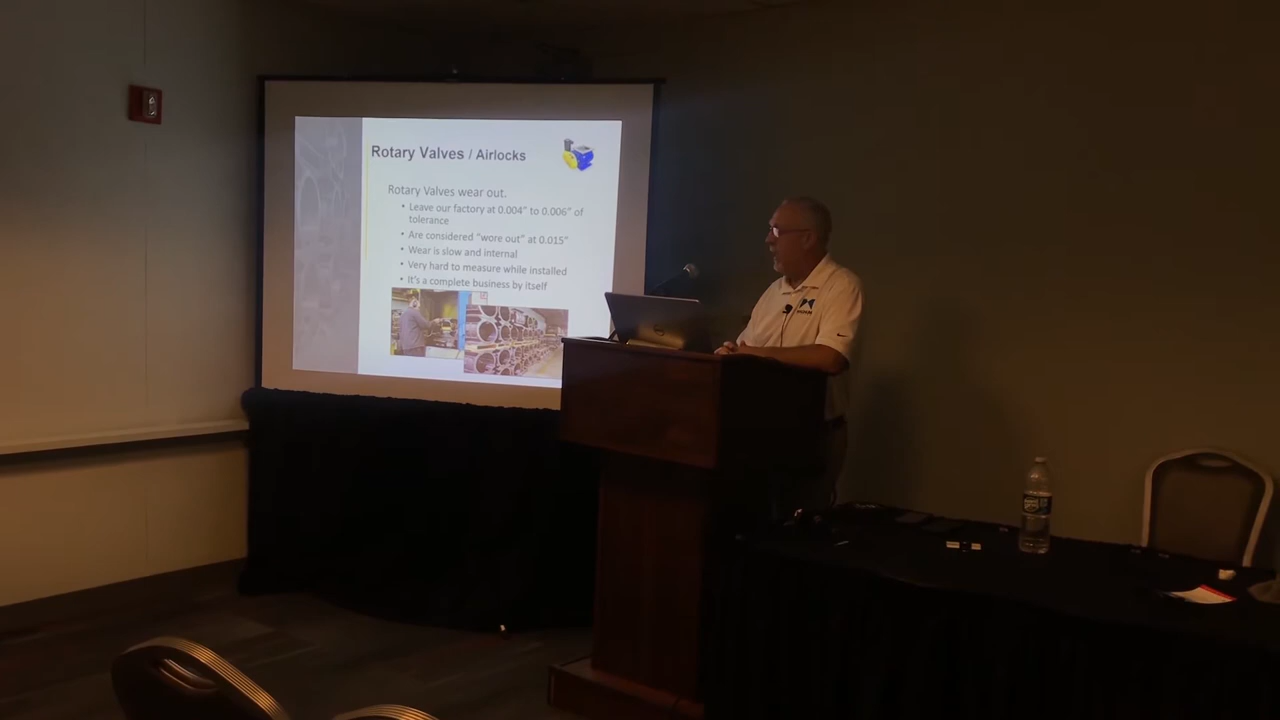 Rotary Valves / Airlocks
Rotary Valves wear out.
• Leave our factory at 0.004" to 0.006" of
tolerance
• Are considered "wore out" at 0.015"
• Wear is slow and internal
• Very hard to measure while installed
• It's a complete business by itself